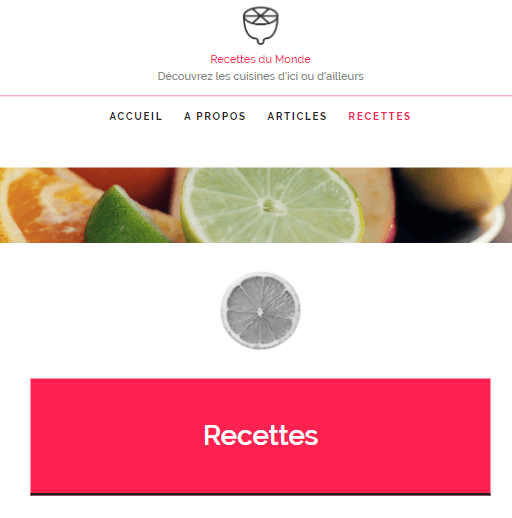 Recettes du Monde
Découvrez les cuisines d'ici ou d'ailleurs
ACCUEIL A PROPOS ARTICLES RECETTES
Recettes